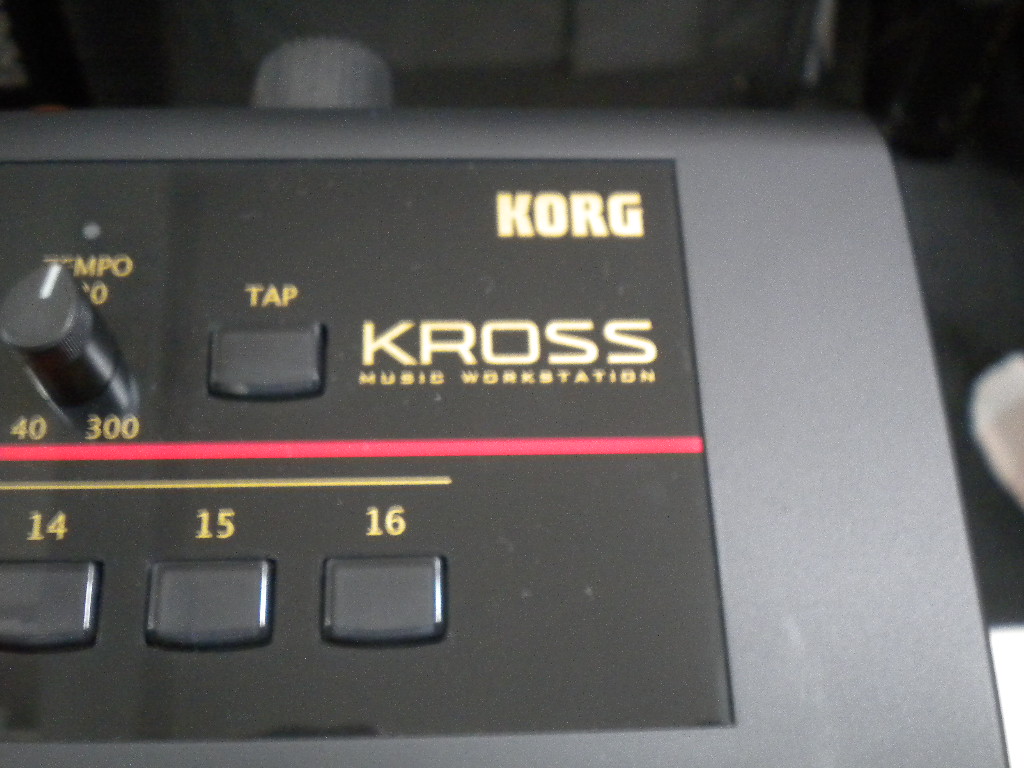 KORG
TEMPO
TAP
KROSS
MUSIC WORKSTATION
40 300
14 15 16